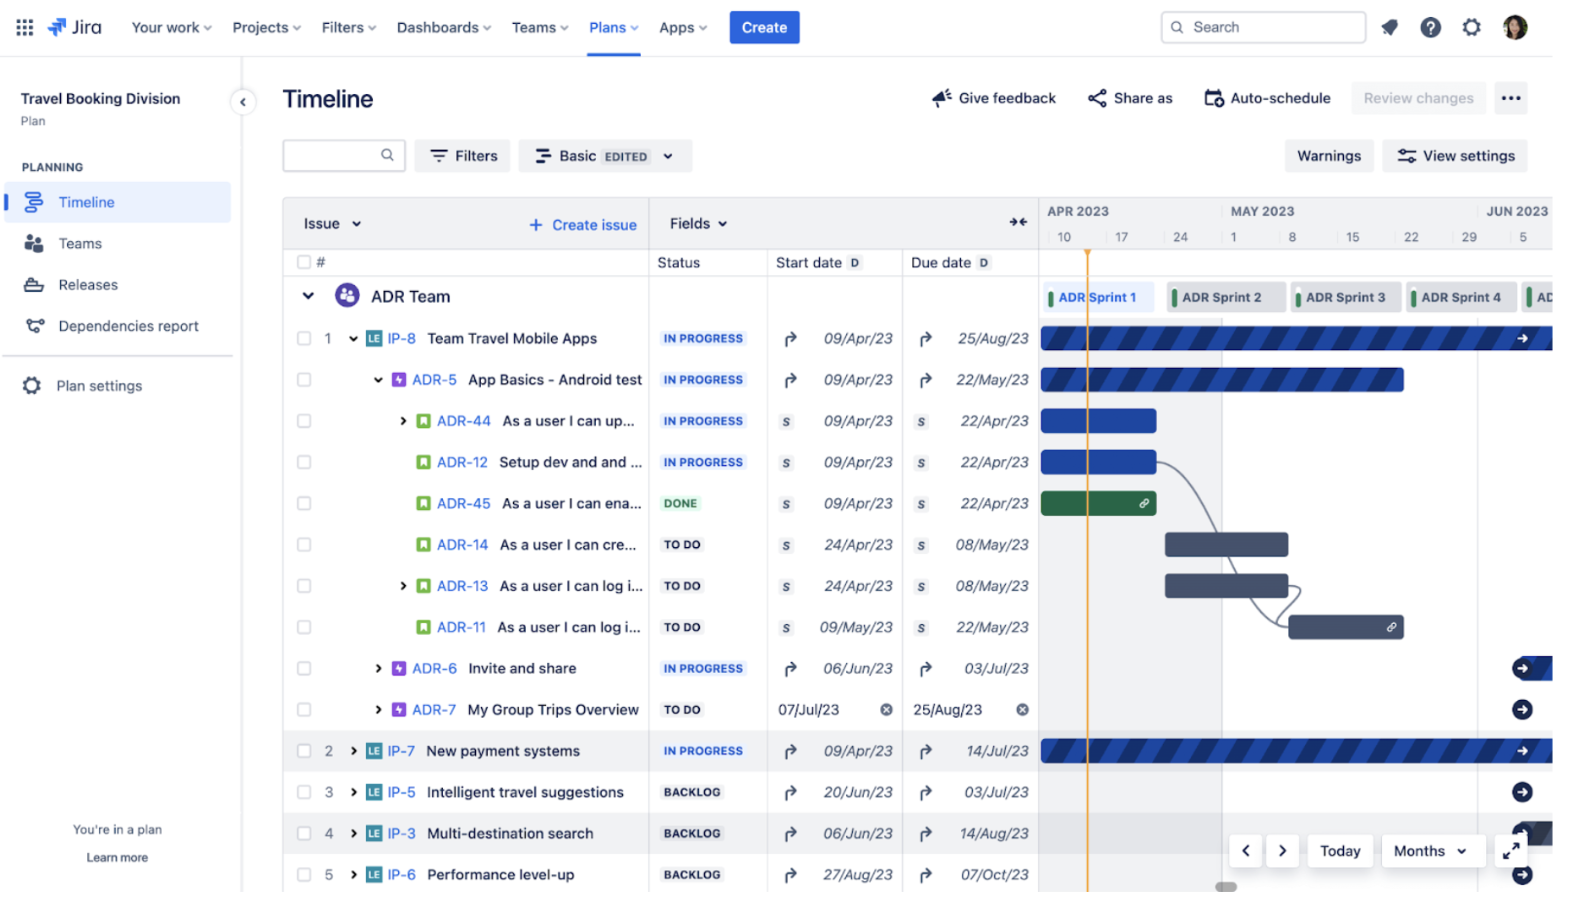 Jira Your work Projects Filters Dashboards Teams Plans Apps Create Search
Travel Booking Division
Plan
PLANNING
Timeline
Teams
Releases
Dependencies report
Plan settings
You're in a plan
Learn more
Timeline
Give feedback Share as Auto-schedule Review changes
Filters Basic EDITED Warnings View settings
Issue + Create issue Fields APR 2023 MAY 2023 JUN 2023
10 17 24 1 8 15 22 29 5
# Status Start date D Due date D
ADR Team ADR Sprint 1 ADR Sprint 2 ADR Sprint 3 ADR Sprint 4 AD
1 LE IP-8 Team Travel Mobile Apps IN PROGRESS 09/Apr/23 25/Aug/23
ADR-5 App Basics - Android test IN PROGRESS 09/Apr/23 22/May/23
ADR-44 As a user I can up... IN PROGRESS S 09/Apr/23 S 22/Apr/23
ADR-12 Setup dev and and ... IN PROGRESS S 09/Apr/23 S 22/Apr/23
ADR-45 As a user I can ena... DONE S 09/Apr/23 S 22/Apr/23
ADR-14 As a user I can cre... TO DO S 24/Apr/23 S 08/May/23
ADR-13 As a user I can log i... TO DO S 24/Apr/23 S 08/May/23
ADR-11 As a user I can log i... TO DO S 09/May/23 S 22/May/23
ADR-6 Invite and share IN PROGRESS 06/Jun/23 03/Jul/23
ADR-7 My Group Trips Overview TO DO 07/Jul/23 25/Aug/23
2 LE IP-7 New payment systems IN PROGRESS 09/Apr/23 14/Jul/23
3 LE IP-5 Intelligent travel suggestions BACKLOG 20/Jun/23 03/Jul/23
4 LE IP-3 Multi-destination search BACKLOG 06/Jun/23 14/Aug/23
Today Months
5 LE IP-6 Performance level-up BACKLOG 27/Aug/23 07/Oct/23